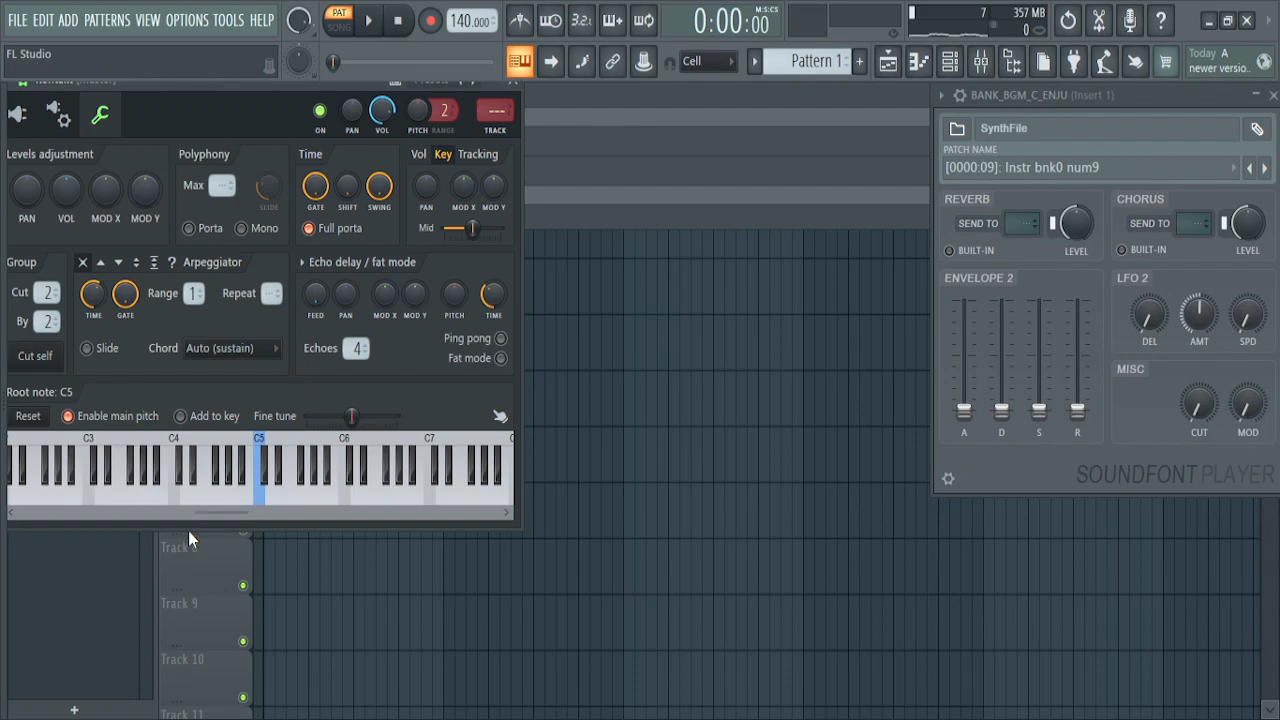 FILE EDIT ADD PATTERNS VIEW OPTIONS TOOLS HELP
PAT
SONG
140.000
3.2
0:00:00
M:S:CS
7
357 MB
0
FL Studio
Cell
Pattern 1
+
Today A
newer versio..
ON
PAN
VOL
PITCH
2
RANGE
---
TRACK
Levels adjustment
PAN
VOL
MOD X
MOD Y
Polyphony
Max
SLIDE
Porta
Mono
Time
GATE
SHIFT
SWING
Full porta
Vol Key Tracking
PAN
MOD X
MOD Y
Mid
Group
Cut 2
By 2
Cut self
Arpeggiator
TIME
GATE
Range 1
Repeat
Slide
Chord Auto (sustain)
Echo delay / fat mode
FEED
PAN
MOD X
MOD Y
PITCH
TIME
Echoes 4
Ping pong
Fat mode
Root note: C5
Reset
Enable main pitch
Add to key
Fine tune
C3
C4
C5
C6
C7
Track
Track 9
Track 10
Track 11
+
BANK_BGM_C_ENJU (Insert 1)
SynthFile
PATCH NAME
[0000:09]: Instr bnk0 num9
REVERB
SEND TO
BUILT-IN
LEVEL
CHORUS
SEND TO
BUILT-IN
LEVEL
ENVELOPE 2
A
D
S
R
LFO 2
DEL
AMT
SPD
MISC
CUT
MOD
SOUNDFONT PLAYER